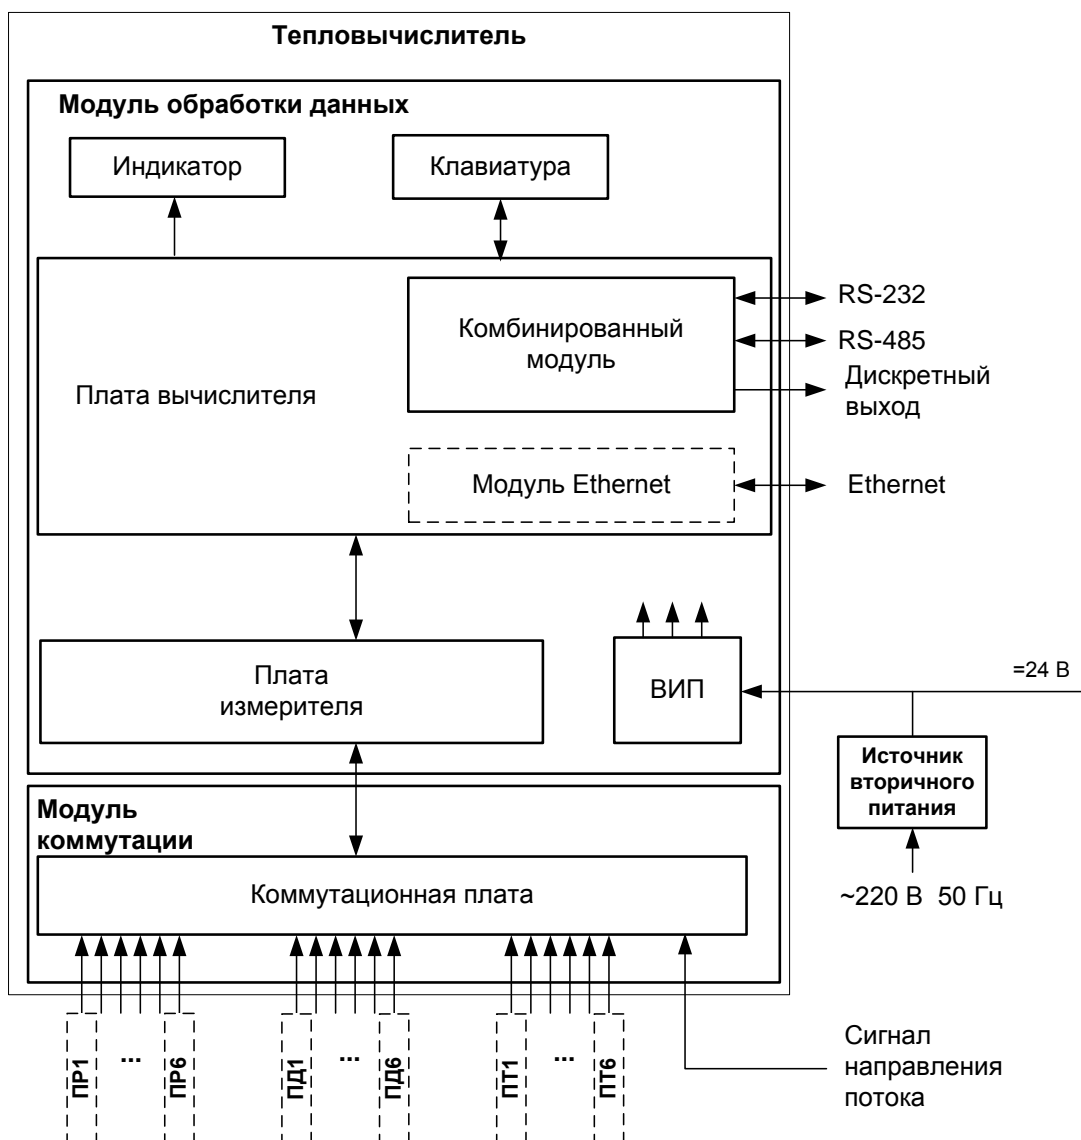 Тепловычислитель
Модуль обработки данных
Индикатор
Клавиатура
Комбинированный
модуль
Плата вычислителя
Модуль Ethernet
RS-232
RS-485
Дискретный
выход
Ethernet
Плата
измерителя
ВИП
=24 В
Источник
вторичного
питания
~220 В 50 Гц
Модуль
коммутации
Коммутационная плата
ПР1
...
ПР6
ПД1
...
ПД6
ПТ1
...
ПТ6
Сигнал
направления
потока